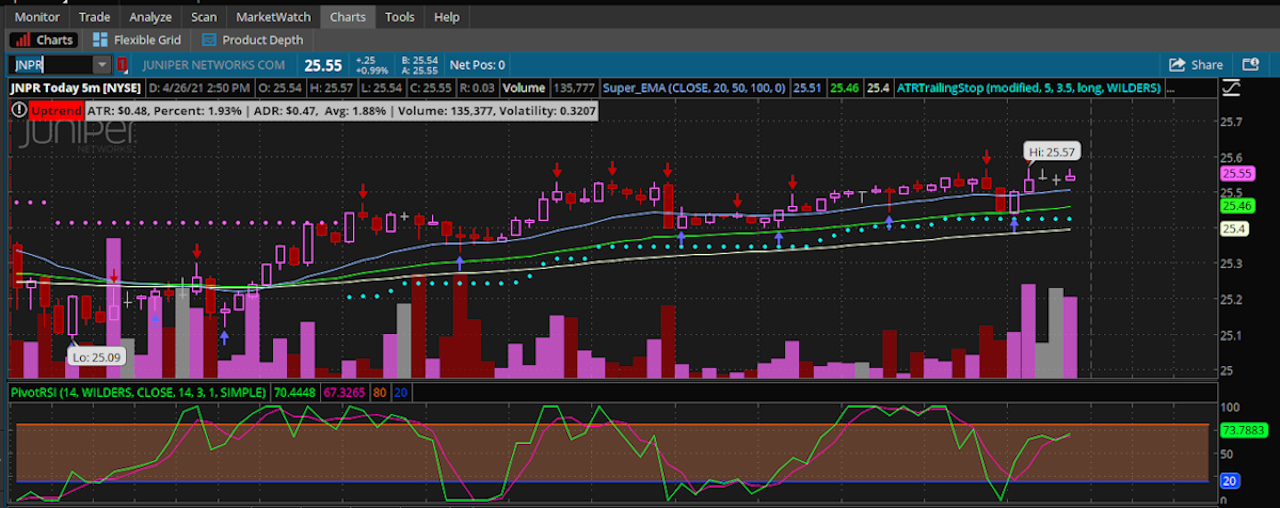 Monitor Trade Analyze Scan MarketWatch Charts Tools Help
Charts Flexible Grid Product Depth
JNPR JUNIPER NETWORKS COM 25.55 +.25 +0.99% B: 25.54 A: 25.55 Net Pos: 0 Share
JNPR Today 5m [NYSE] D: 4/26/21 2:50 PM O: 25.54 H: 25.57 L: 25.54 C: 25.55 R: 0.03 Volume 135,777 Super_EMA (CLOSE, 20, 50, 100, 0) 25.51 25.46 25.4 ATRTrailingStop (modified, 5, 3.5, long, WILDERS) ...
Uptrend ATR: $0.48, Percent: 1.93% | ADR: $0.47, Avg: 1.88% | Volume: 135,377, Volatility: 0.3207
25.7
JUNIPER
NETWORKS
Hi: 25.57
25.6
25.55
25.5
25.46
25.4
25.3
25.2
25.1
Lo: 25.09
25
PivotRSI (14, WILDERS, CLOSE, 14, 3, 1, SIMPLE) 70.4448 67.3265 80 20
100
73.7883
50
20
0